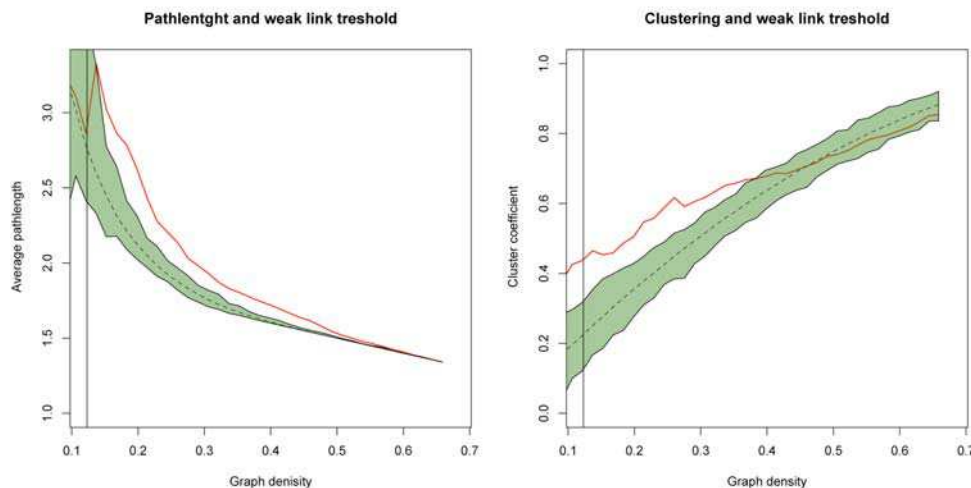 Pathlentght and weak link treshold
Average pathlength
3.0
2.5
2.0
1.5
1.0
0.1 0.2 0.3 0.4 0.5 0.6 0.7
Graph denisity
Clustering and weak link treshold
Cluster coefficient
1.0
0.8
0.6
0.4
0.2
0.0
0.1 0.2 0.3 0.4 0.5 0.6 0.7
Graph denisity